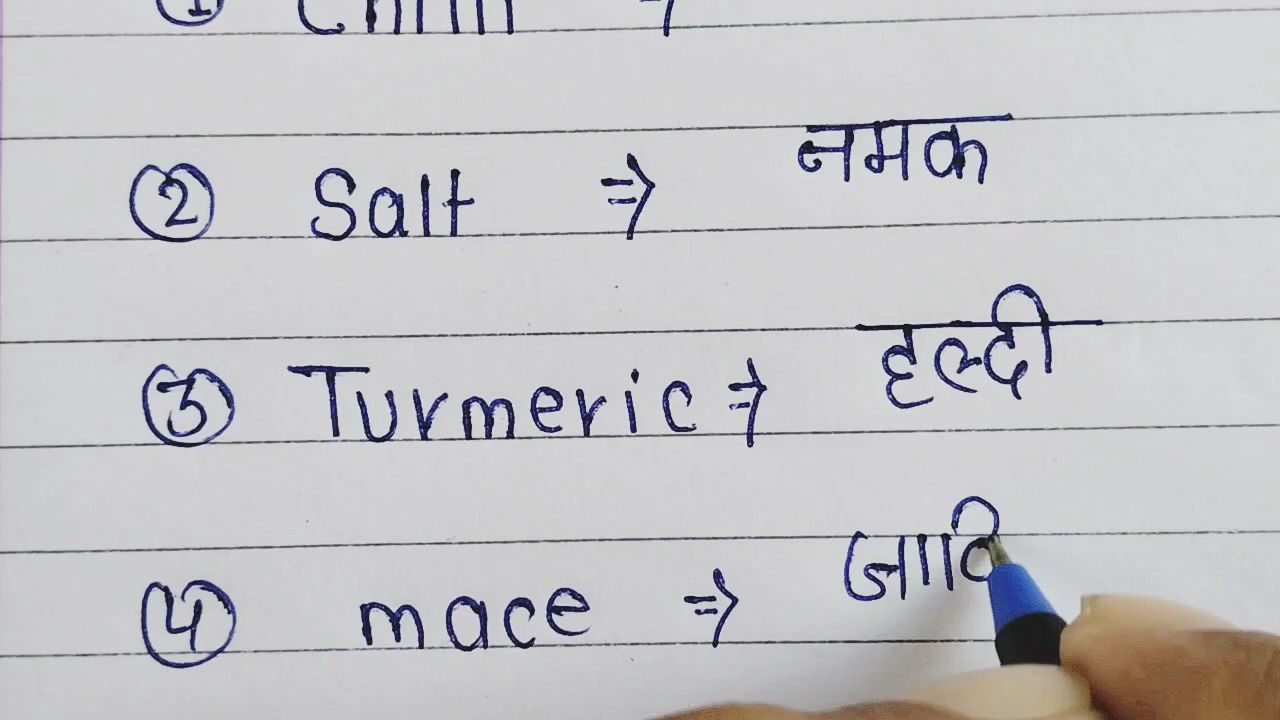 ② Salt ⇒ नमक
③ Turmeric ⇒ हल्दी
④ mace ⇒ जावि